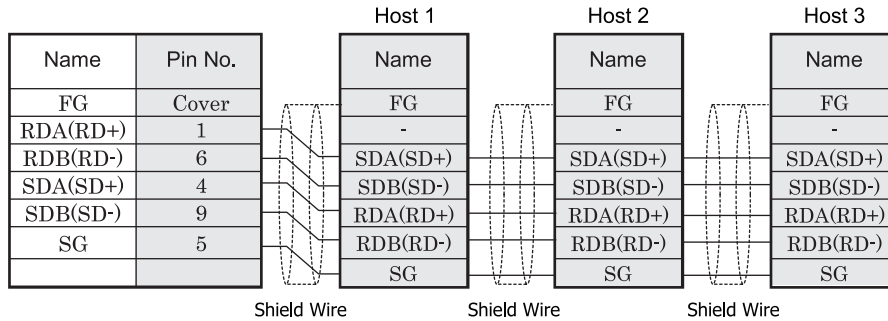 Host 1 Host 2 Host 3
Name Pin No. Name Name Name
FG Cover FG FG FG
RDA(RD+) 1 - - -
RDB(RD-) 6 SDA(SD+) SDA(SD+) SDA(SD+)
SDA(SD+) 4 SDB(SD-) SDB(SD-) SDB(SD-)
SDB(SD-) 9 RDA(RD+) RDA(RD+) RDA(RD+)
SG 5 RDB(RD-) RDB(RD-) RDB(RD-)
SG SG SG
Shield Wire Shield Wire Shield Wire